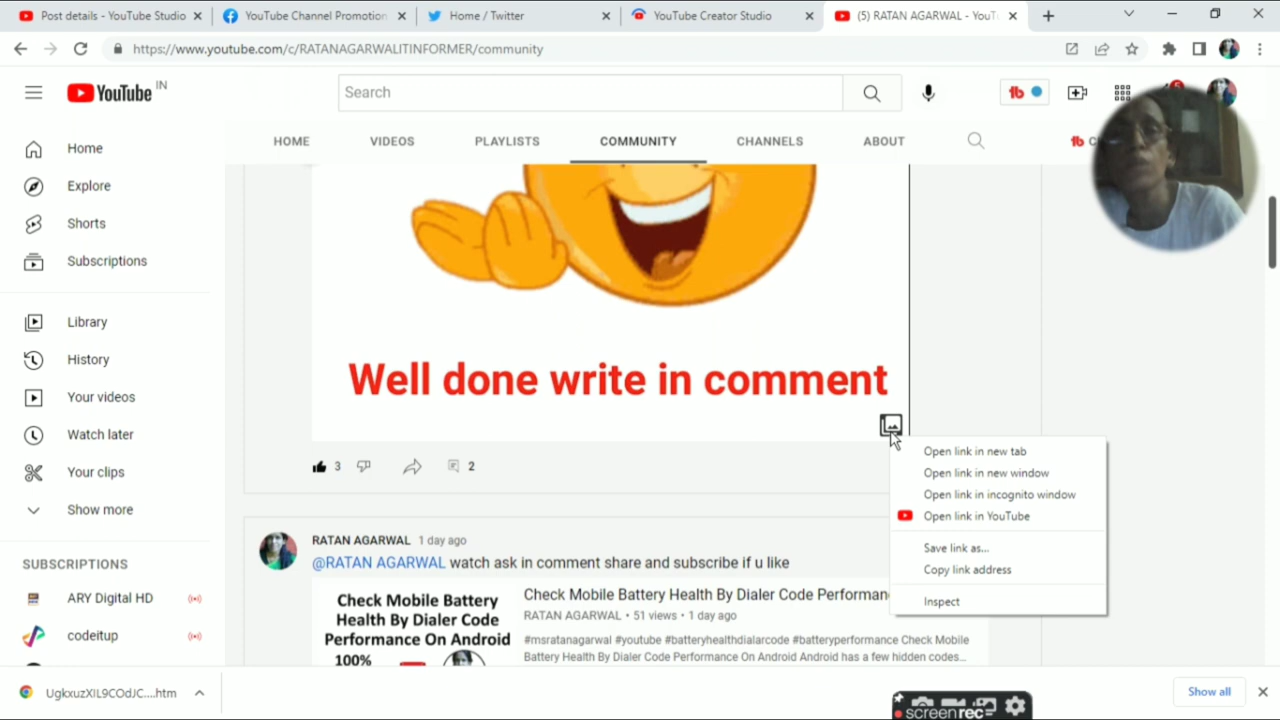 Post details - YouTube Studio
YouTube Channel Promotion
Home / Twitter
YouTube Creator Studio
(5) RATAN AGARWAL - YouT
https://www.youtube.com/c/RATANAGARWALITINFORMER/community
YouTube IN
Search
HOME
VIDEOS
PLAYLISTS
COMMUNITY
CHANNELS
ABOUT
Home
Explore
Shorts
Subscriptions
Library
History
Your videos
Watch later
Your clips
Show more
SUBSCRIPTIONS
ARY Digital HD
codeitup
Well done write in comment
3
2
Open link in new tab
Open link in new window
Open link in incognito window
Open link in YouTube
Save link as...
Copy link address
Inspect
RATAN AGARWAL 1 day ago
@RATAN AGARWAL watch ask in comment share and subscribe if u like
Check Mobile Battery
Health By Dialer Code
Performance On Android
100%
Check Mobile Battery Health By Dialer Code Performan
RATAN AGARWAL • 51 views • 1 day ago
#msratanagarwal #youtube #batteryhealthdialarcode #batteryperformance Check Mobile
Battery Health By Dialer Code Performance On Android Android has a few hidden codes...
UgkxuzXIL9COdJC....htm
Show all
screenrec